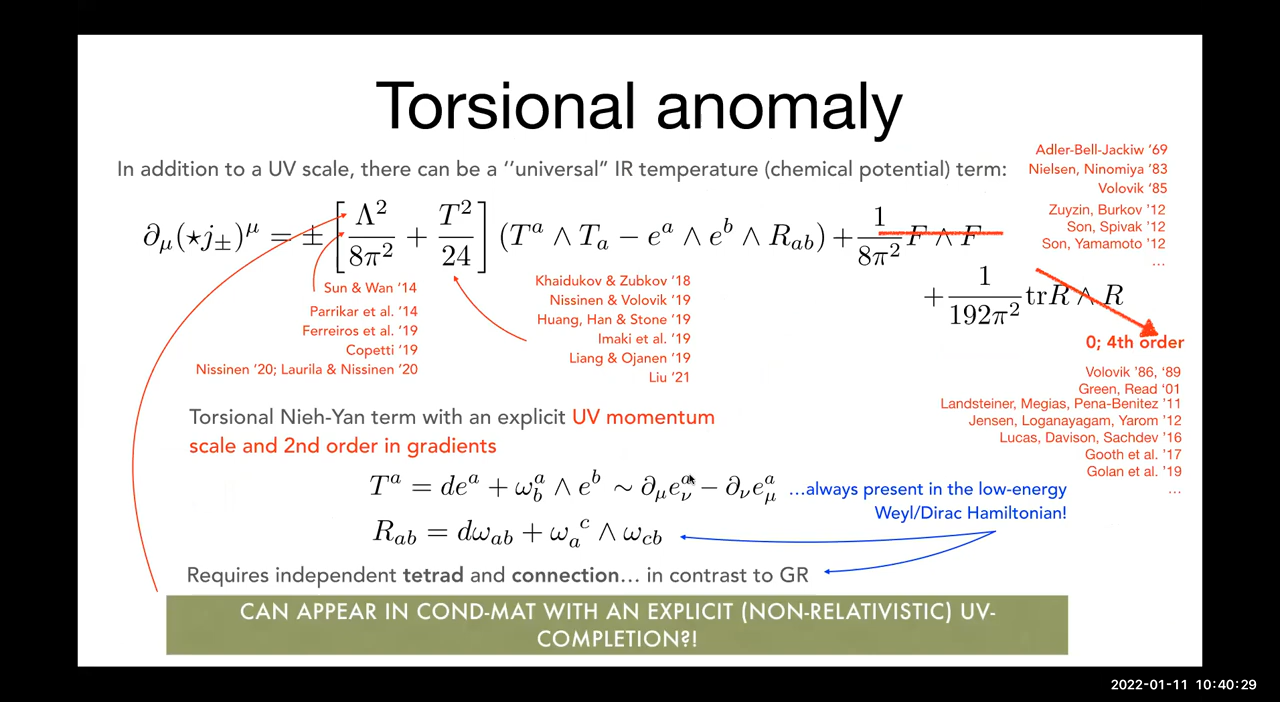 Torsional anomaly
In addition to a UV scale, there can be a ‘‘universal” IR temperature (chemical potential) term:
Adler-Bell-Jackiw ‘69
Nielsen, Ninomiya ‘83
Volovik ‘85
Zuyzin, Burkov ‘12
Son, Spivak ‘12
Son, Yamamoto ‘12
…
∂_μ(⋆j_±)^μ = ± [Λ²/8π² + T²/24] (T^a ∧ T_a − e^a ∧ e^b ∧ R_ab) + 1/8π² F ∧ F
+ 1/192π² trR ∧ R
0; 4th order
Sun & Wan ‘14
Parrikar et al. ‘14
Ferreiros et al. ‘19
Copetti ‘19
Nissinen ‘20; Laurila & Nissinen ‘20
Khaidukov & Zubkov ‘18
Nissinen & Volovik ‘19
Huang, Han & Stone ‘19
Imaki et al. ‘19
Liang & Ojanen ‘19
Liu ‘21
Volovik ‘86, ‘89
Green, Read ‘01
Landsteiner, Megias, Pena-Benitez ‘11
Jensen, Loganayagam, Yarom ‘12
Lucas, Davison, Sachdev ‘16
Gooth et al. ‘17
Golan et al. ‘19
…
Torsional Nieh-Yan term with an explicit UV momentum
scale and 2nd order in gradients
T^a = de^a + ω^a_b ∧ e^b ∼ ∂_μe^a_ν − ∂_νe^a_μ
…always present in the low-energy
Weyl/Dirac Hamiltonian!
R_ab = dω_ab + ω_a^c ∧ ω_cb
Requires independent tetrad and connection… in contrast to GR
CAN APPEAR IN COND-MAT WITH AN EXPLICIT (NON-RELATIVISTIC) UV-
COMPLETION?!
2022-01-11 10:40:29